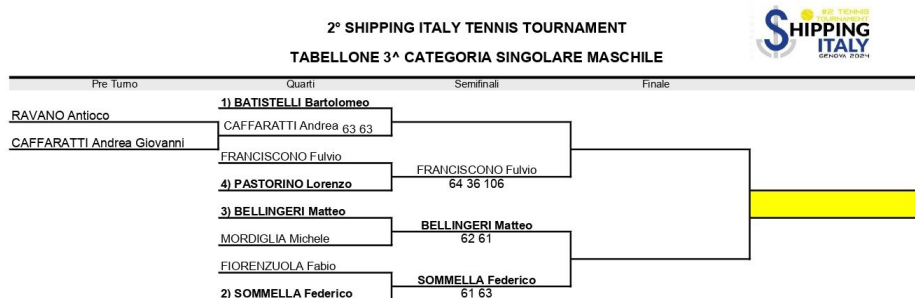 2° SHIPPING ITALY TENNIS TOURNAMENT
#2 TENNIS
TOURNAMENT
SHIPPING
ITALY
GENOVA 2024
TABELLONE 3^ CATEGORIA SINGOLARE MASCHILE
Pre Turno Quarti Semifinali Finale
1) BATISTELLI Bartolomeo
RAVANO Antioco
CAFFARATTI Andrea 63 63
CAFFARATTI Andrea Giovanni
FRANCISCONO Fulvio
FRANCISCONO Fulvio
4) PASTORINO Lorenzo 64 36 106
3) BELLINGERI Matteo
BELLINGERI Matteo
MORDIGLIA Michele 62 61
FIORENZUOLA Fabio
SOMMELLA Federico
2) SOMMELLA Federico 61 63